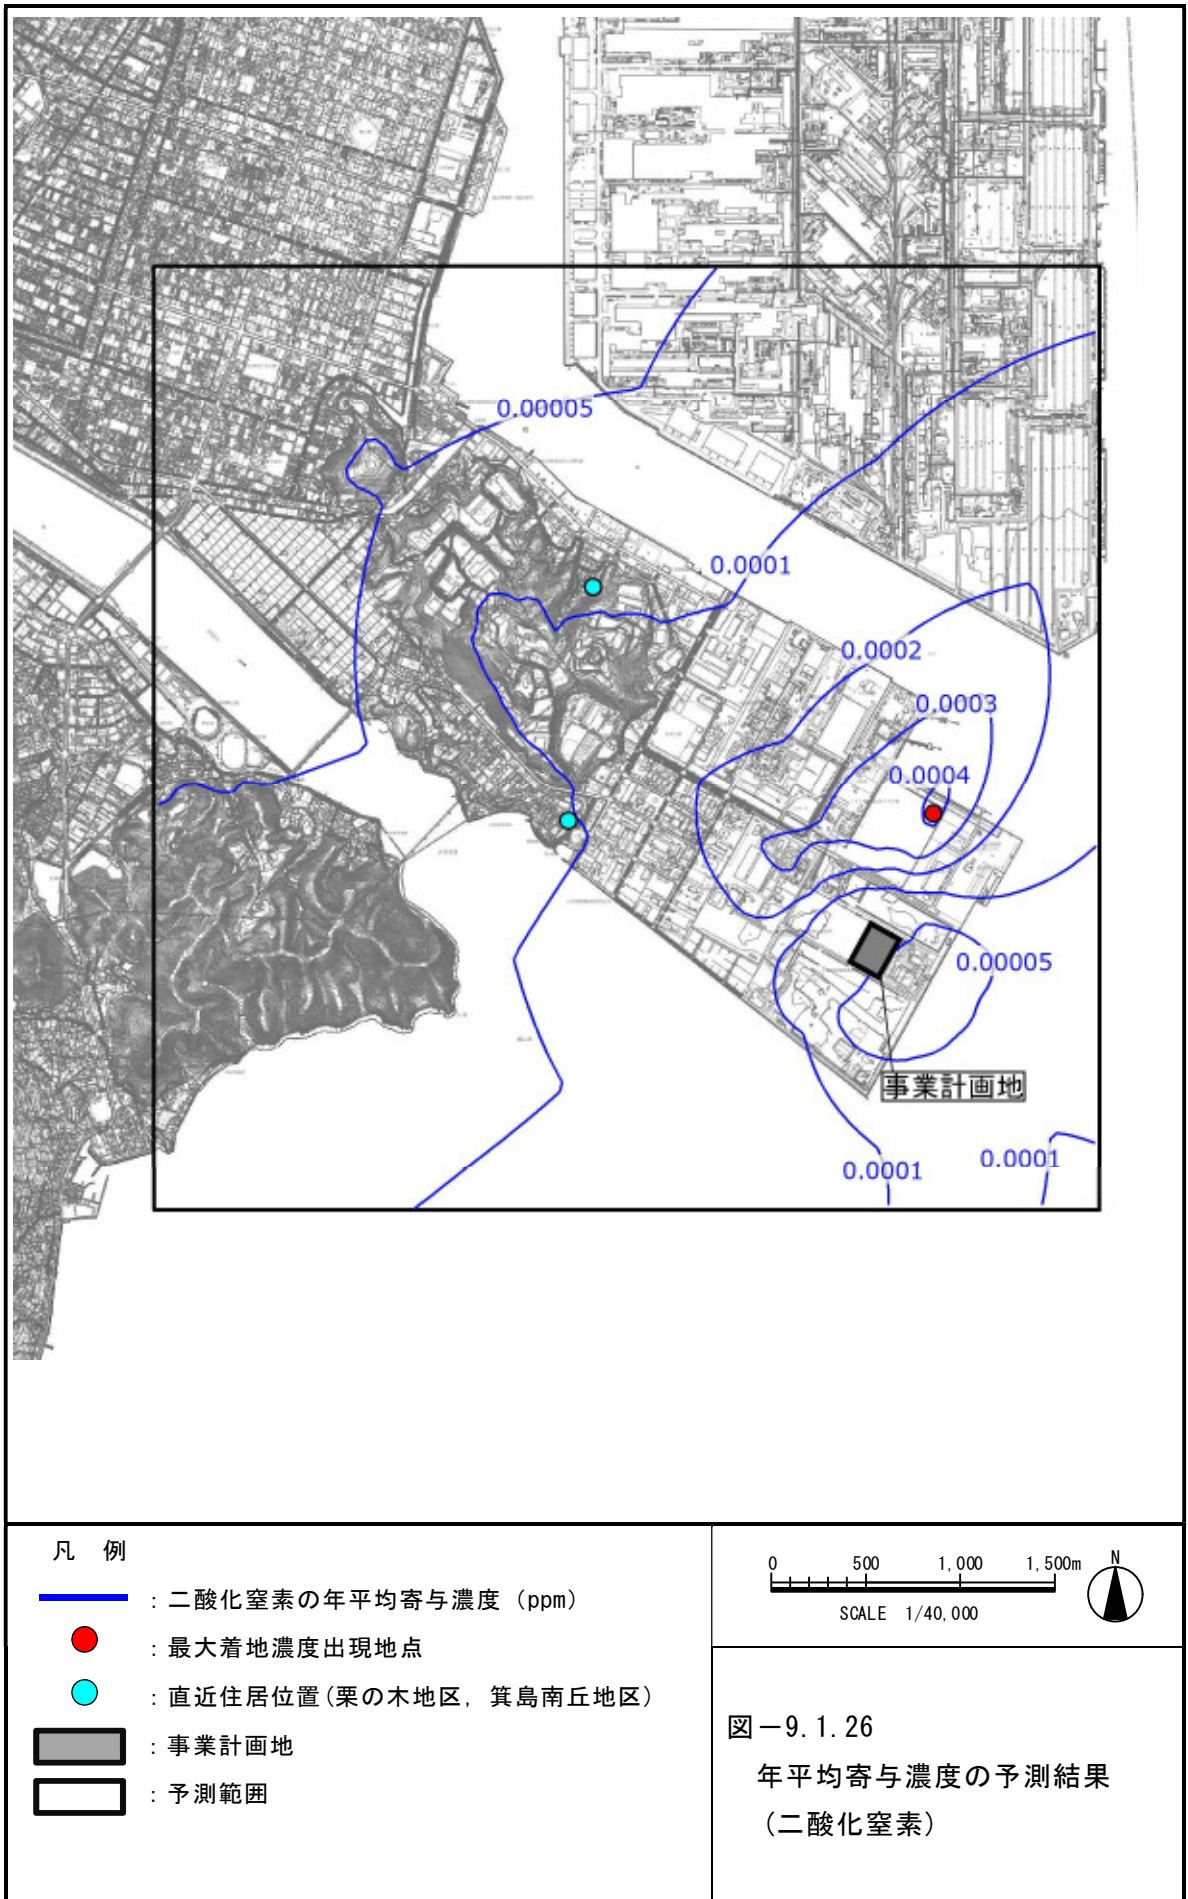 0.00005
0.0001
0.0002
0.0003
0.0004
0.00005
事業計画地
0.0001
0.0001
凡 例
：二酸化窒素の年平均寄与濃度（ppm）
：最大着地濃度出現地点
：直近住居位置(栗の木地区，箕島南丘地区)
：事業計画地
：予測範囲
0 500 1,000 1,500m
N
SCALE 1/40,000
図－9.1.26
年平均寄与濃度の予測結果
（二酸化窒素）